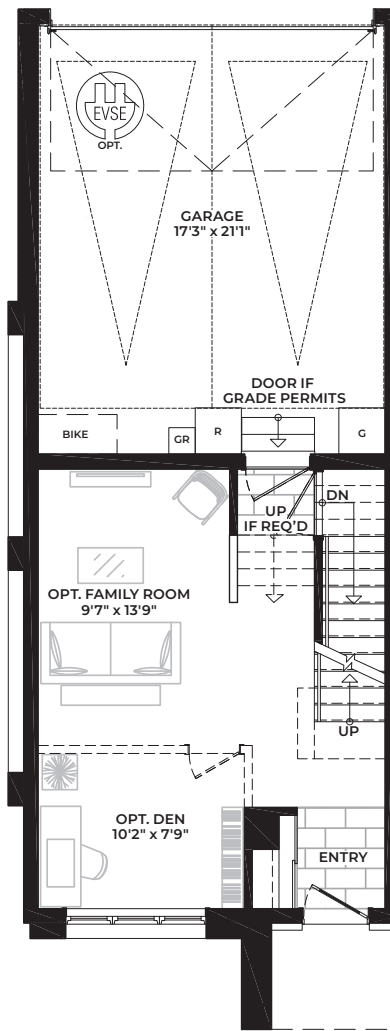 EVSE
OPT.
GARAGE
17'3" x 21'1"
DOOR IF
GRADE PERMITS
BIKE
GR
R
G
UP
IF REQ'D
DN
OPT. FAMILY ROOM
9'7" x 13'9"
UP
OPT. DEN
10'2" x 7'9"
ENTRY